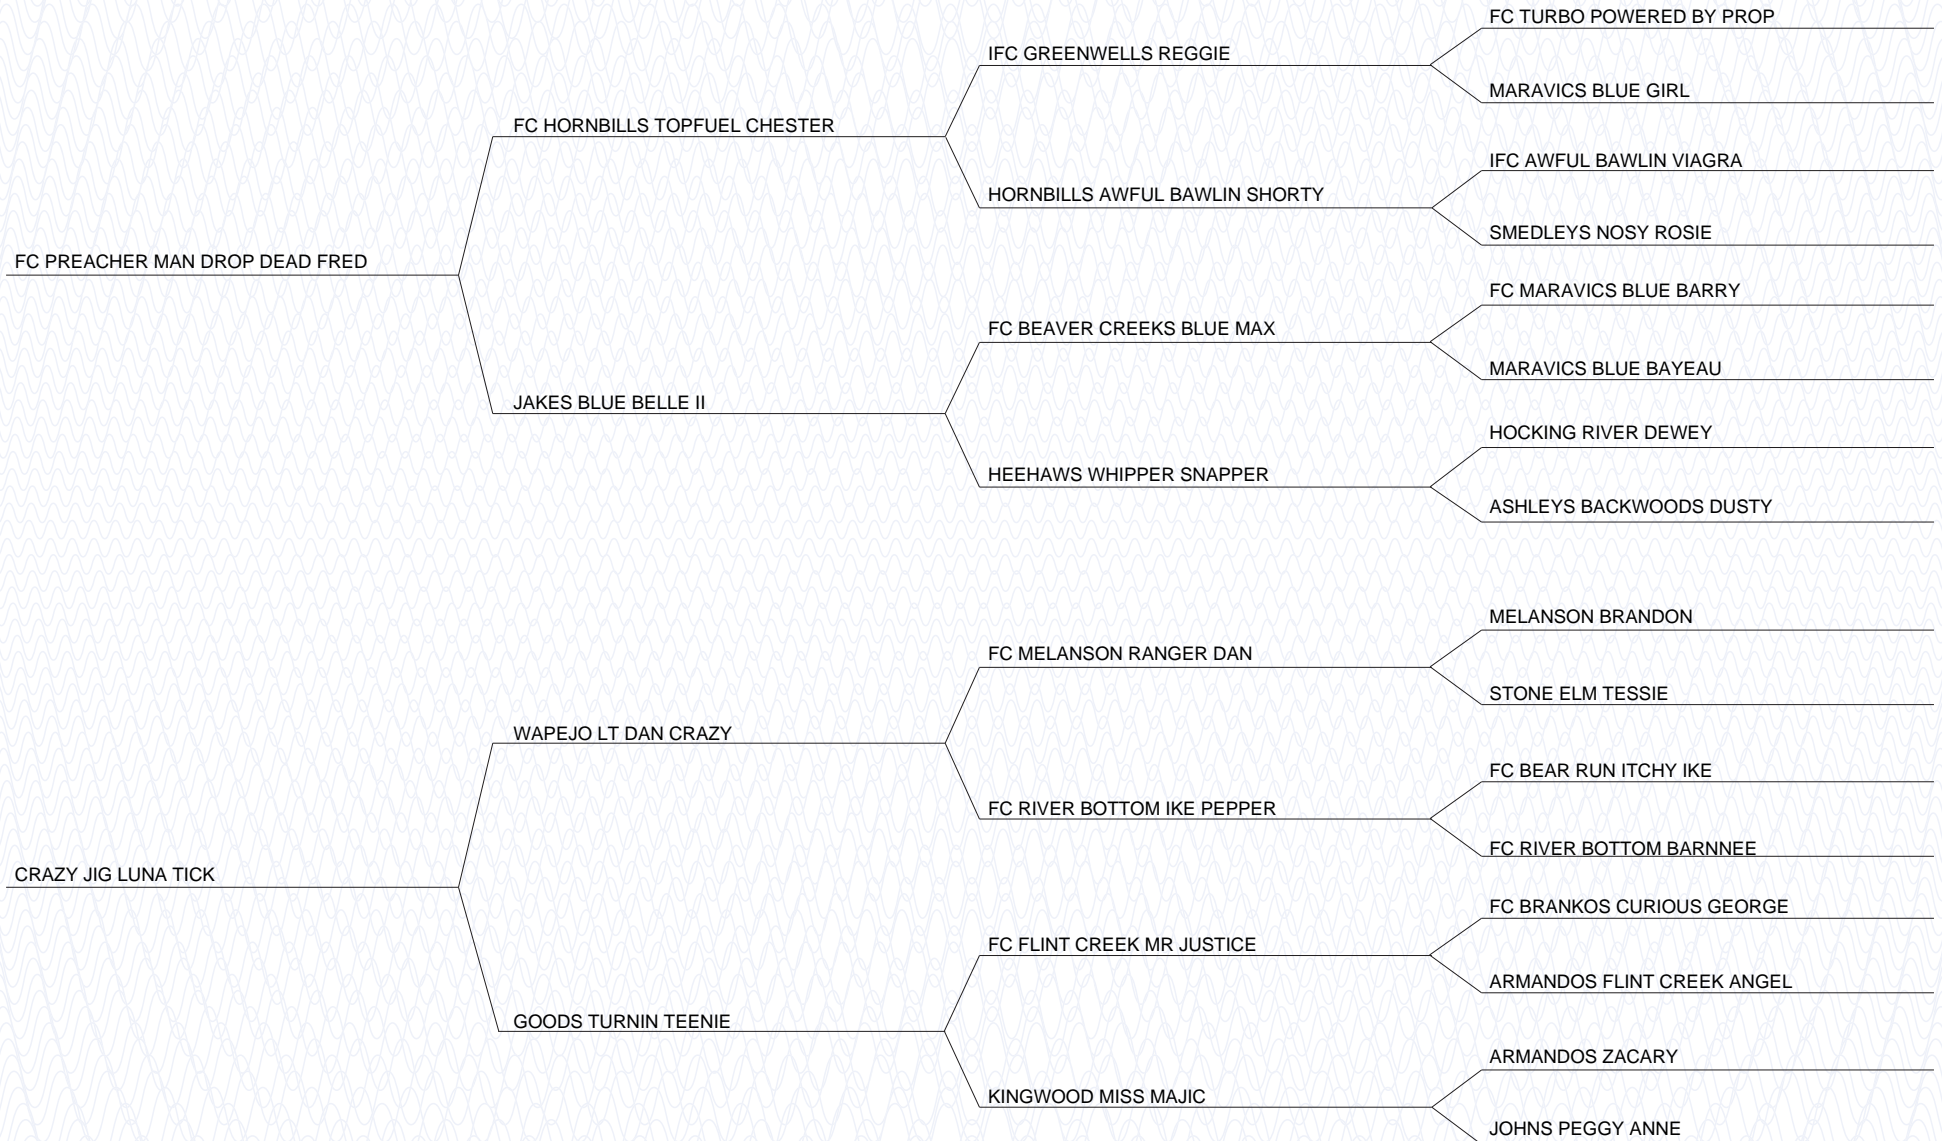 FC TURBO POWERED BY PROP
IFC GREENWELLS REGGIE
MARAVICS BLUE GIRL
FC HORNBILLS TOPFUEL CHESTER
IFC AWFUL BAWLIN VIAGRA
HORNBILLS AWFUL BAWLIN SHORTY
SMEDLEYS NOSY ROSIE
FC PREACHER MAN DROP DEAD FRED
FC MARAVICS BLUE BARRY
FC BEAVER CREEKS BLUE MAX
MARAVICS BLUE BAYEAU
JAKES BLUE BELLE II
HOCKING RIVER DEWEY
HEEHAWS WHIPPER SNAPPER
ASHLEYS BACKWOODS DUSTY
MELANSON BRANDON
FC MELANSON RANGER DAN
STONE ELM TESSIE
WAPEJO LT DAN CRAZY
FC BEAR RUN ITCHY IKE
FC RIVER BOTTOM IKE PEPPER
FC RIVER BOTTOM BARNNEE
CRAZY JIG LUNA TICK
FC BRANKOS CURIOUS GEORGE
FC FLINT CREEK MR JUSTICE
ARMANDOS FLINT CREEK ANGEL
GOODS TURNIN TEENIE
ARMANDOS ZACARY
KINGWOOD MISS MAJIC
JOHNS PEGGY ANNE